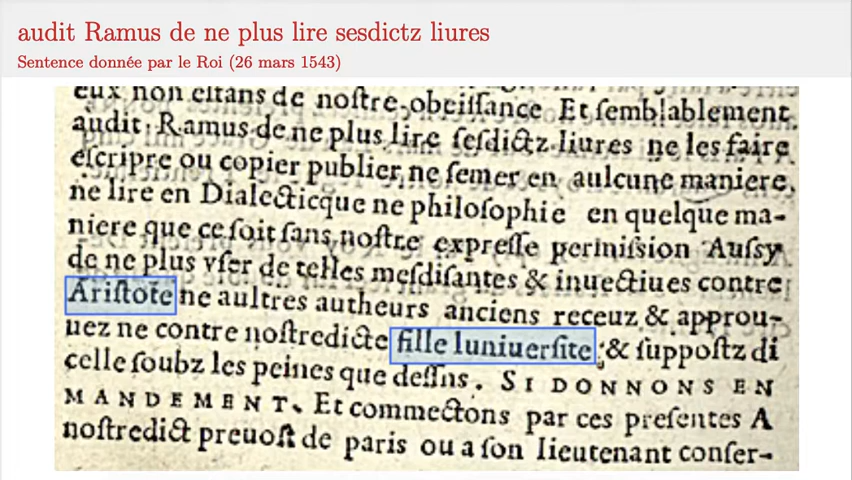 audit Ramus de ne plus lire sesdictz liures
Sentence donnée par le Roi (26 mars 1543)
eux non eſtans de noſtre obeiſſance Et ſemblablement
audit Ramus de ne plus lire ſeſdictz liures ne les faire
eſcripre ou copier publier, ne ſemer en aulcune maniere,
ne lire en Dialecticque ne philoſophie en quelque ma-
niere que ce ſoit ſans noſtre expreſſe permiſsion Auſsy
de ne plus vſer de telles meſdiſantes & inuectiues contre
Ariſtote ne aultres autheurs anciens receuz & approu-
uez ne contre noſtredicte fille luniuerſite, & ſuppoſtz di
celle ſoubz les peines que deſſus. SI DONNONS EN
MANDEMENT. Et commectons par ces preſentes A
noſtredict preuoſt de paris ou a ſon lieutenant conſer-